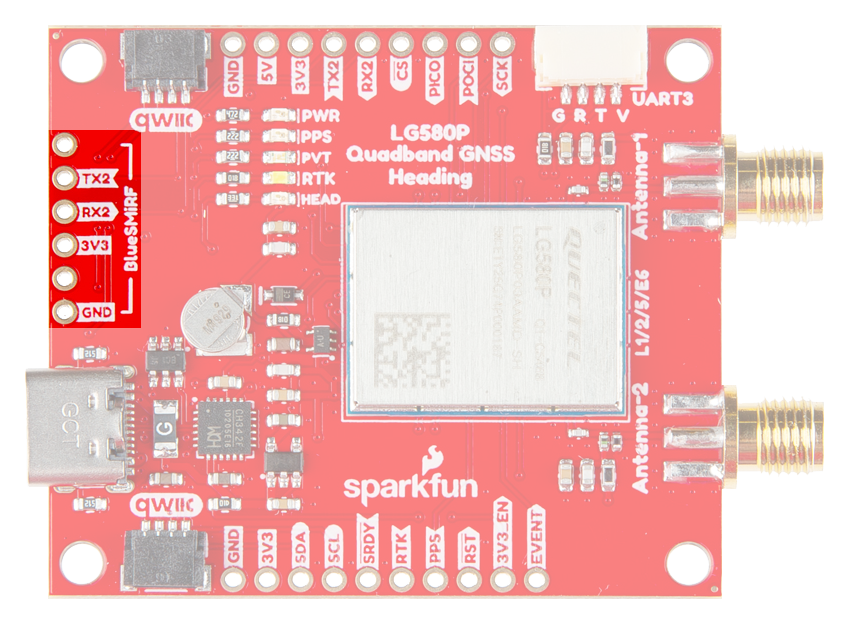 GND
5V
3V3
TX2
RX2
CS
PICO
POCI
SCK
UART3
G R T V
qwiic
PWR
PPS
PVT
RTK
HEAD
LG580P
Quadband GNSS
Heading
Antenna-1
TX2
RX2
3V3
GND
BlueSMiRF
QUECTEL
LG580P
L1/2/5/E6
Antenna-2
GCT
G
sparkfun
qwiic
GND
3V3
SDA
SCL
SRDY
RTK
PPS
RST
3V3_EN
EVENT